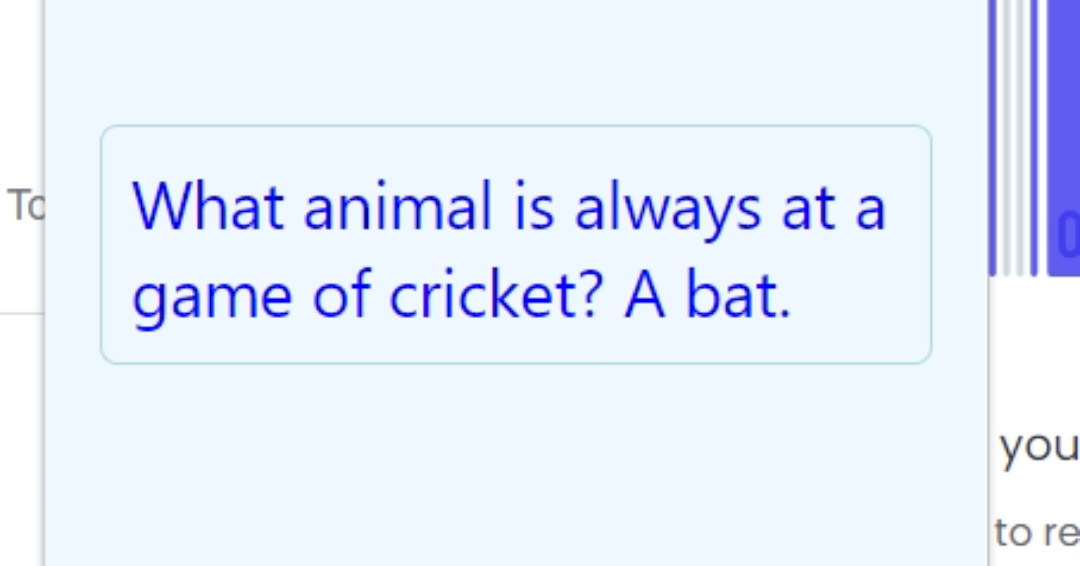 To
What animal is always at a
game of cricket? A bat.
you
to re